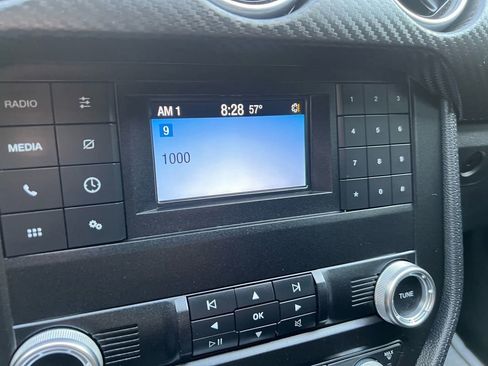 RADIO
MEDIA
AM 1 8:28 57°
9
1000
1 2 3
4 5 6
7 8 9
* 0 #
OK
TUNE
MAX